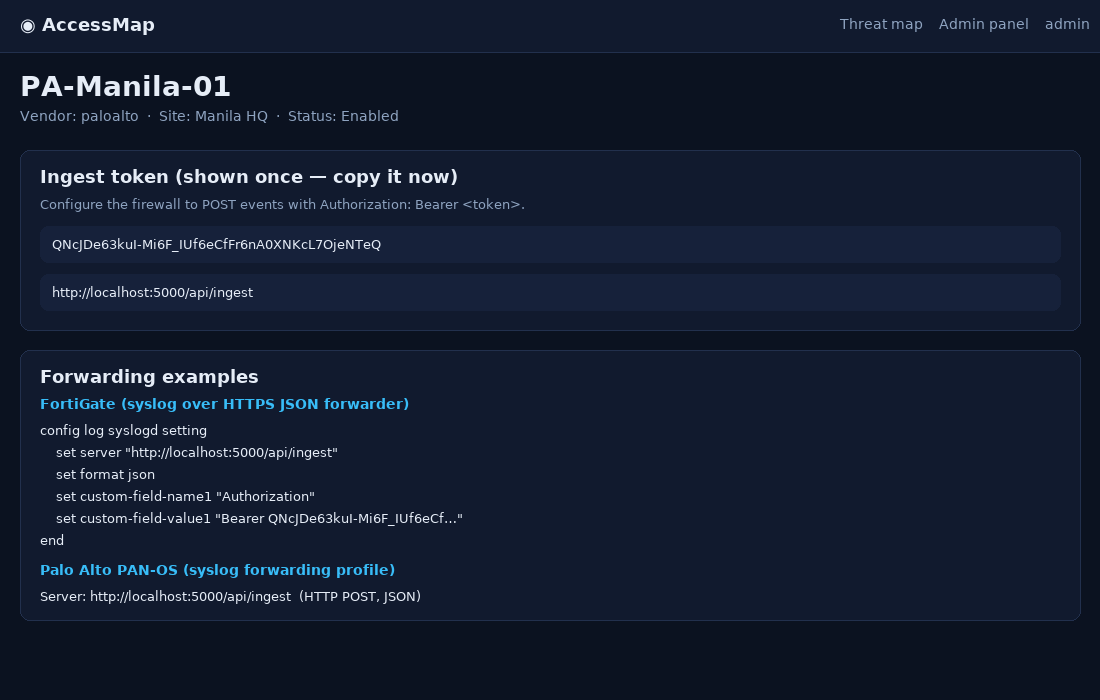 ◉ AccessMap
Threat map Admin panel admin
PA-Manila-01
Vendor: paloalto · Site: Manila HQ · Status: Enabled
Ingest token (shown once — copy it now)
Configure the firewall to POST events with Authorization: Bearer <token>.
QNcJDe63kuI-Mi6F_IUf6eCfFr6nA0XNKcL7OjeNTeQ
http://localhost:5000/api/ingest
Forwarding examples
FortiGate (syslog over HTTPS JSON forwarder)
config log syslogd setting
set server "http://localhost:5000/api/ingest"
set format json
set custom-field-name1 "Authorization"
set custom-field-value1 "Bearer QNcJDe63kuI-Mi6F_IUf6eCf…"
end
Palo Alto PAN-OS (syslog forwarding profile)
Server: http://localhost:5000/api/ingest (HTTP POST, JSON)